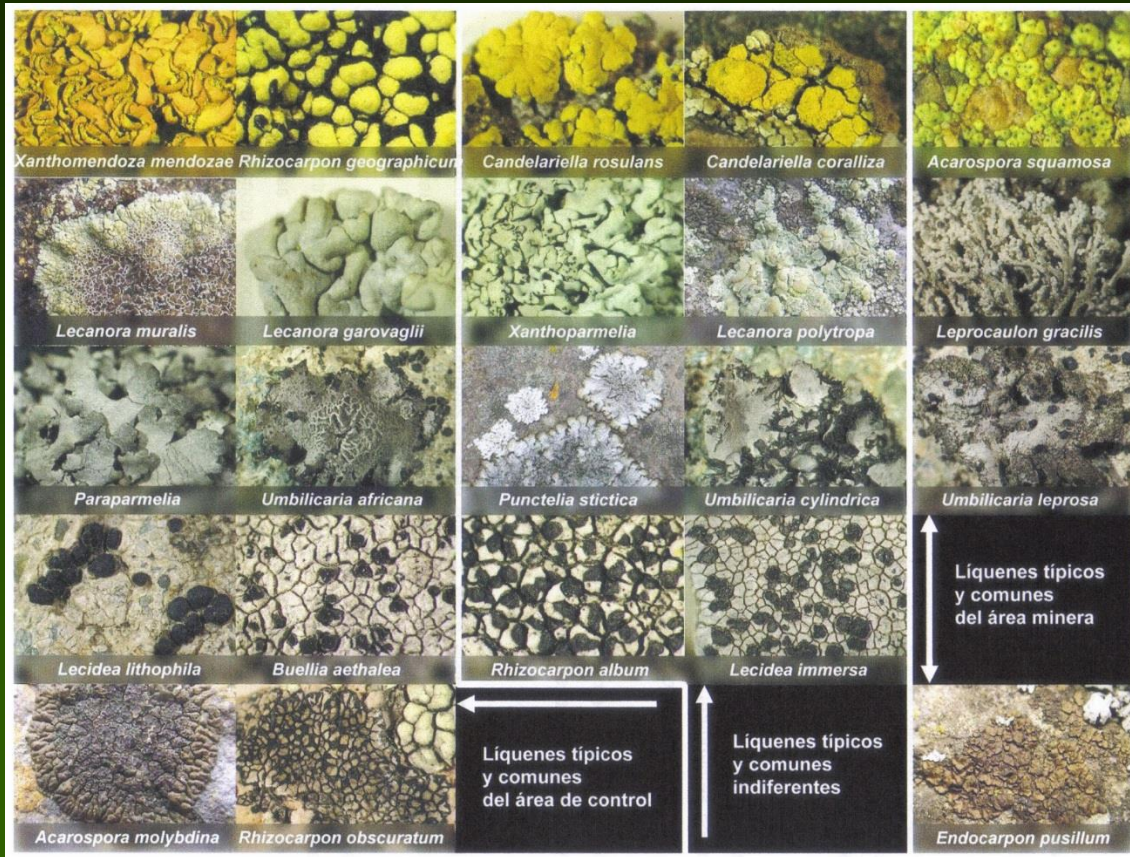 Xanthomendoza mendozae
Rhizocarpon geographicum
Candelariella rosulans
Candelariella coralliza
Acarospora squamosa
Lecanora muralis
Lecanora garovaglii
Xanthoparmelia
Lecanora polytropa
Leprocaulon gracilis
Paraparmelia
Umbilicaria africana
Punctelia stictica
Umbilicaria cylindrica
Umbilicaria leprosa
Lecidea lithophila
Buellia aethalea
Rhizocarpon album
Lecidea immersa
Líquenes típicos
y comunes
del área minera
Acarospora molybdina
Rhizocarpon obscuratum
Líquenes típicos
y comunes
del área de control
Líquenes típicos
y comunes
indiferentes
Endocarpon pusillum